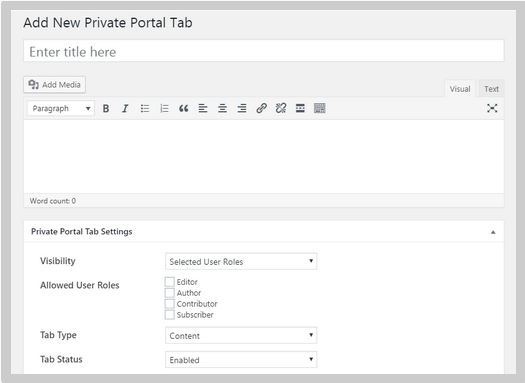 Add New Private Portal Tab
Enter title here
Add Media
Visual Text
Paragraph B I
Word count: 0
Private Portal Tab Settings
Visibility Selected User Roles
Allowed User Roles Editor
Author
Contributor
Subscriber
Tab Type Content
Tab Status Enabled